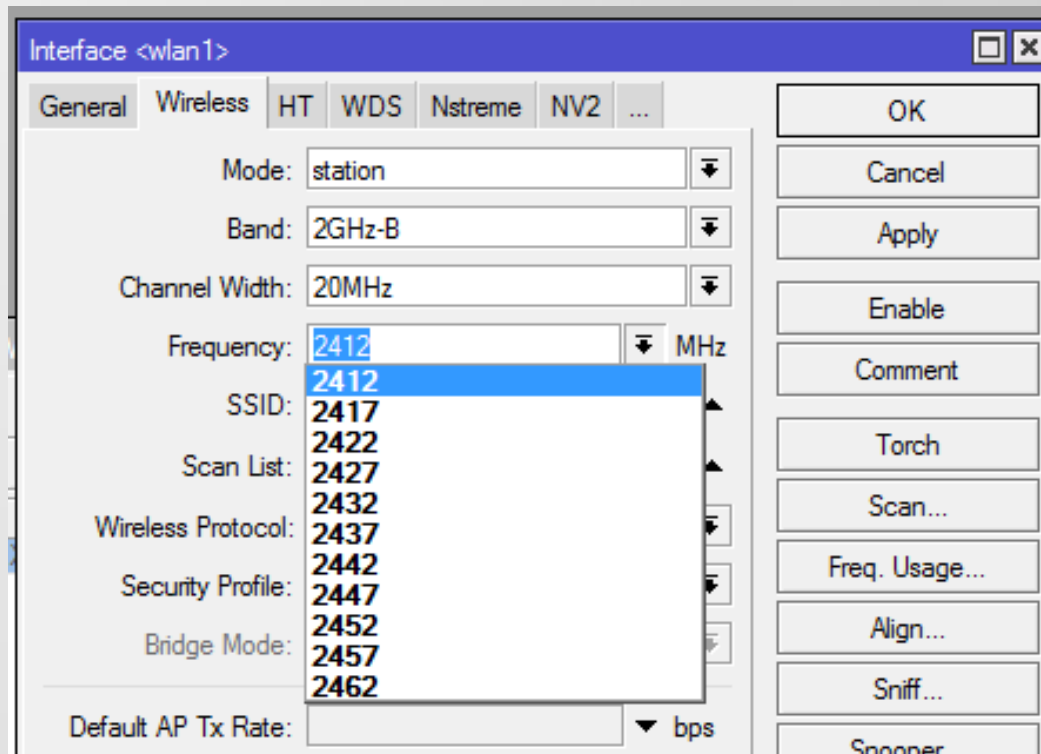 Interface <wlan1>
General Wireless HT WDS Nstreme NV2 ...
Mode: station
Band: 2GHz-B
Channel Width: 20MHz
Frequency: 2412 MHz
2412
2417
2422
2427
2432
2437
2442
2447
2452
2457
2462
SSID:
Scan List:
Wireless Protocol:
Security Profile:
Bridge Mode:
Default AP Tx Rate: bps
OK
Cancel
Apply
Enable
Comment
Torch
Scan...
Freq. Usage...
Align...
Sniff...
Snooper